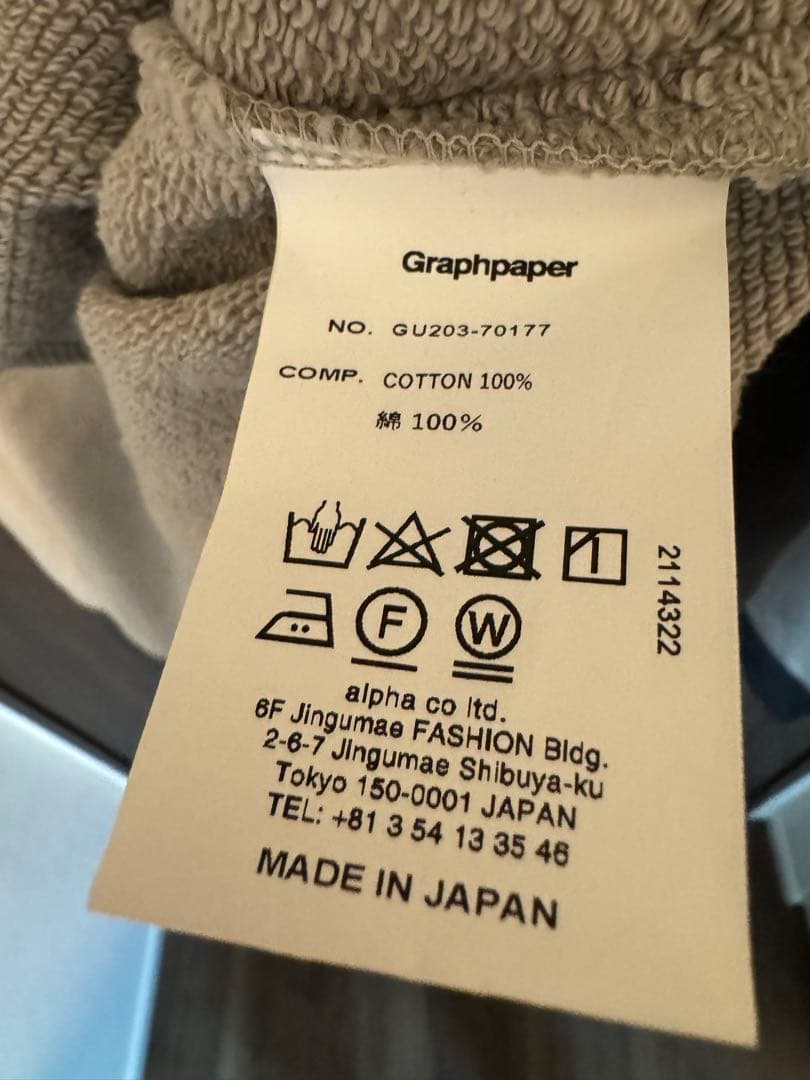 Graphpaper
NO. GU203-70177
COMP. COTTON 100%
綿 100%
2114322
F W
alpha co ltd.
6F Jingumae FASHION Bldg.
2-6-7 Jingumae Shibuya-ku
Tokyo 150-0001 JAPAN
TEL: +81 3 54 13 35 46
MADE IN JAPAN